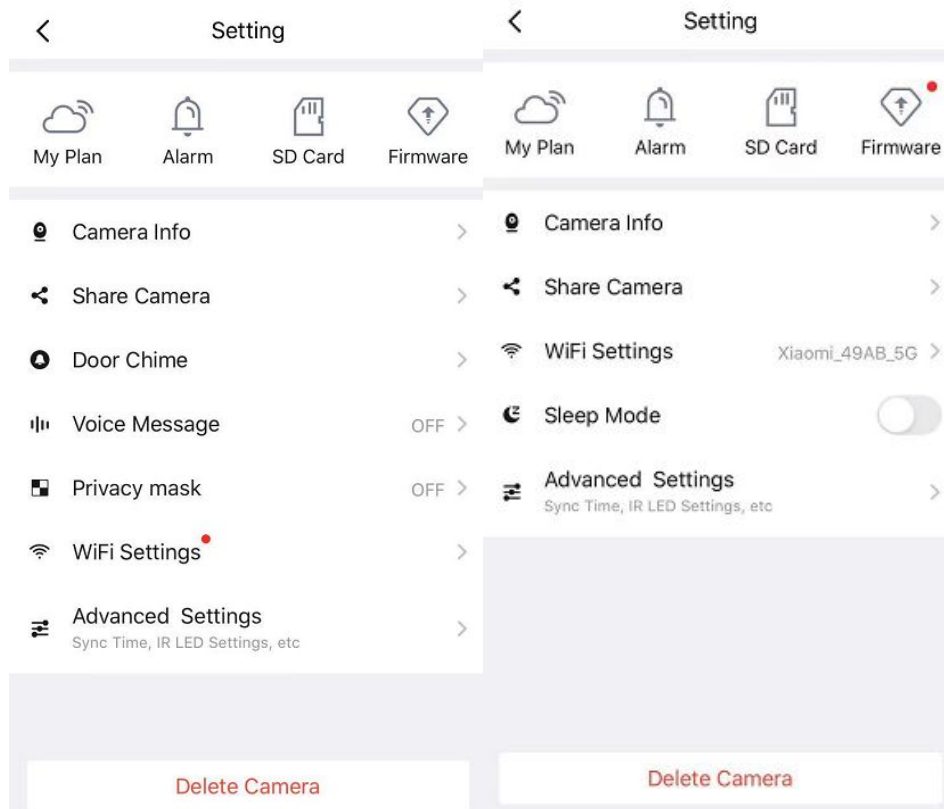 Setting
My Plan
Alarm
SD Card
Firmware
Camera Info
Share Camera
Door Chime
Voice Message
OFF
Privacy mask
OFF
WiFi Settings
Advanced Settings
Sync Time, IR LED Settings, etc
Delete Camera
Setting
My Plan
Alarm
SD Card
Firmware
Camera Info
Share Camera
WiFi Settings
Xiaomi_49AB_5G
Sleep Mode
Advanced Settings
Sync Time, IR LED Settings, etc
Delete Camera